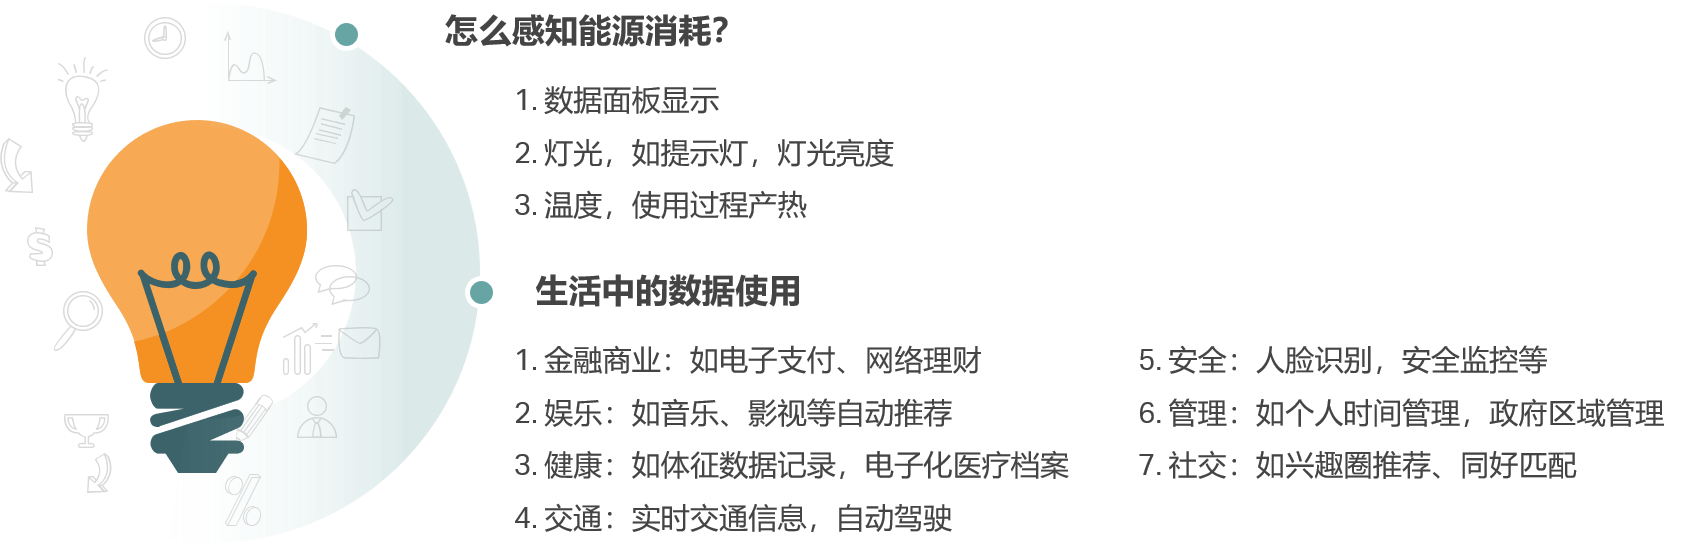 怎么感知能源消耗?
1. 数据面板显示
2. 灯光，如提示灯，灯光亮度
3. 温度，使用过程产热
生活中的数据使用
1. 金融商业：如电子支付、网络理财
2. 娱乐：如音乐、影视等自动推荐
3. 健康：如体征数据记录，电子化医疗档案
4. 交通：实时交通信息，自动驾驶
5. 安全：人脸识别，安全监控等
6. 管理：如个人时间管理，政府区域管理
7. 社交：如兴趣圈推荐、同好匹配